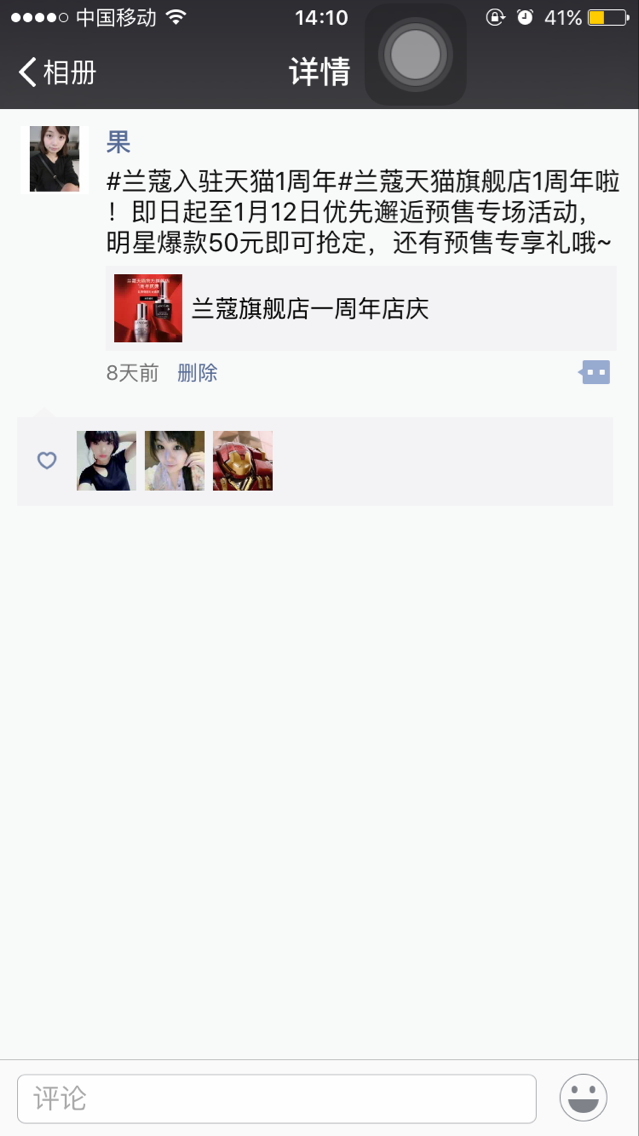 中国移动
14:10
41%
相册
详情
果
#兰蔻入驻天猫1周年#兰蔻天猫旗舰店1周年啦
！即日起至1月12日优先邂逅预售专场活动，
明星爆款50元即可抢定，还有预售专享礼哦~
兰蔻旗舰店一周年店庆
8天前 删除
评论